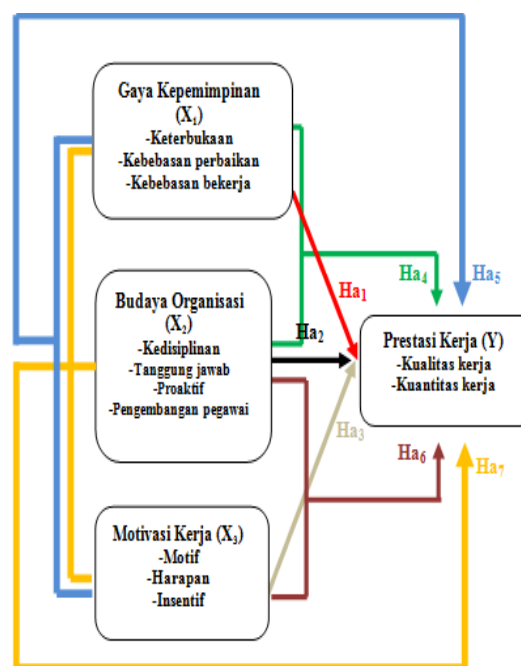 Gaya Kepemimpinan
(X₁)
-Keterbukaan
-Kebebasan perbaikan
-Kebebasan bekerja
Ha₄
Ha₅
Ha₁
Budaya Organisasi
(X₂)
-Kedisiplinan
-Tanggung jawab
-Proaktif
-Pengembangan pegawai
Ha₂
Prestasi Kerja (Y)
-Kualitas kerja
-Kuantitas kerja
Ha₃
Ha₆
Ha₇
Motivasi Kerja (X₃)
-Motif
-Harapan
-Insentif